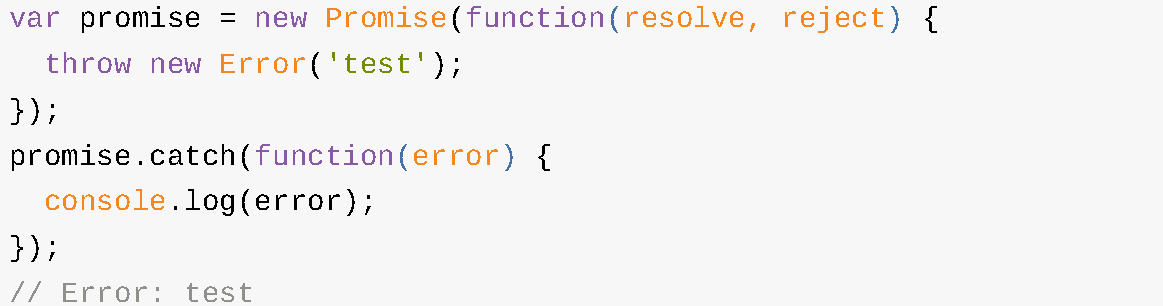 var promise = new Promise(function(resolve, reject) {
  throw new Error('test');
});
promise.catch(function(error) {
  console.log(error);
});
// Error: test